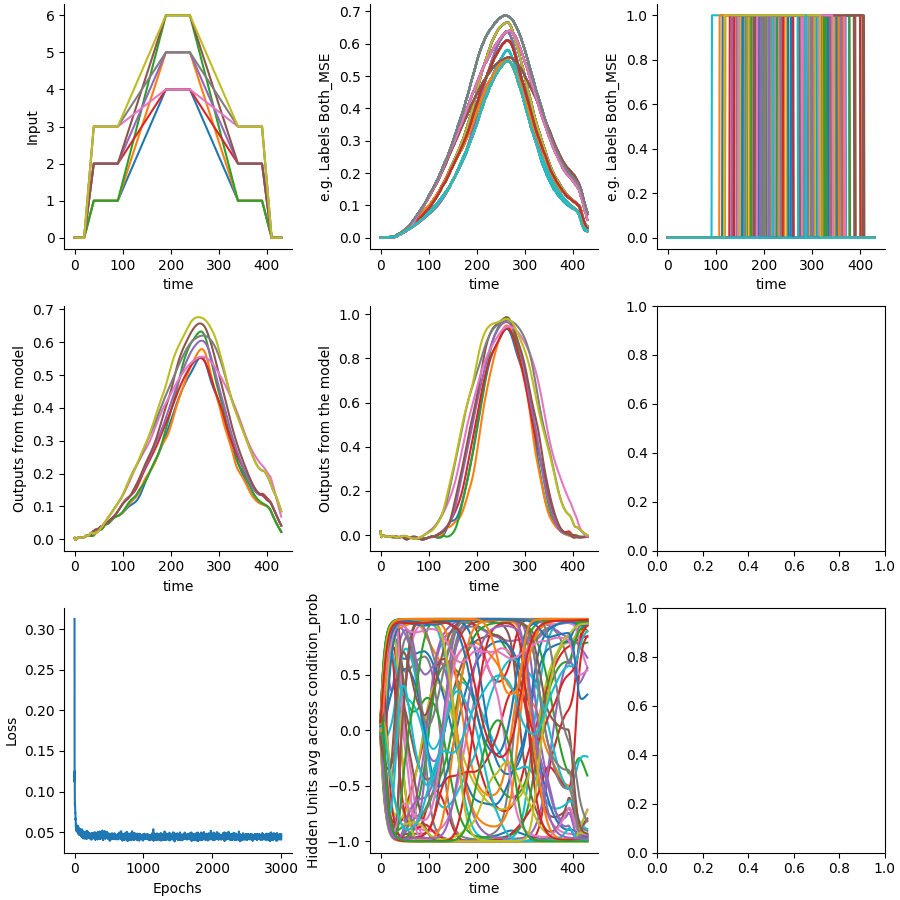 6
5
4
3
2
1
0
Input
0 100 200 300 400
time
0.7
0.6
0.5
0.4
0.3
0.2
0.1
0.0
e.g. Labels Both_MSE
0 100 200 300 400
time
1.0
0.8
0.6
0.4
0.2
0.0
e.g. Labels Both_MSE
0 100 200 300 400
time
0.7
0.6
0.5
0.4
0.3
0.2
0.1
0.0
Outputs from the model
0 100 200 300 400
time
1.0
0.8
0.6
0.4
0.2
0.0
Outputs from the model
0 100 200 300 400
time
1.0
0.8
0.6
0.4
0.2
0.0
0.0 0.2 0.4 0.6 0.8 1.0
0.30
0.25
0.20
0.15
0.10
0.05
Loss
0 1000 2000 3000
Epochs
1.0
0.5
0.0
−0.5
−1.0
Hidden Units avg across condition_prob
0 100 200 300 400
time
1.0
0.8
0.6
0.4
0.2
0.0
0.0 0.2 0.4 0.6 0.8 1.0